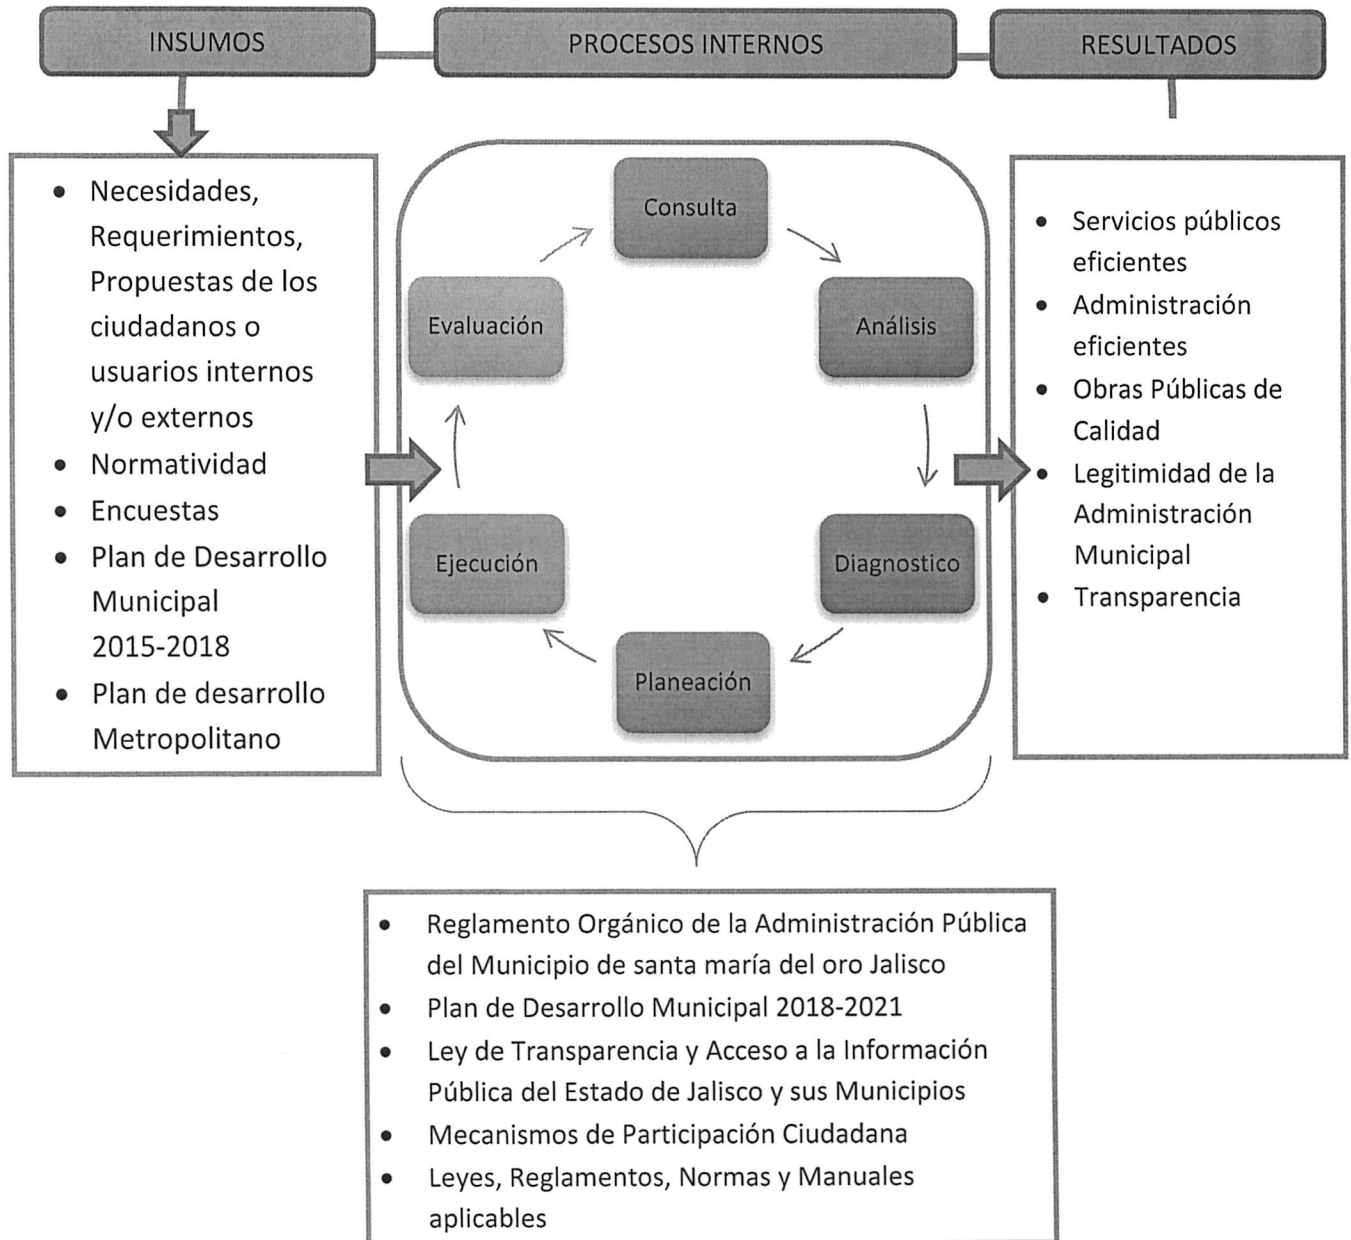 INSUMOS
PROCESOS INTERNOS
RESULTADOS
• Necesidades,
Requerimientos,
Propuestas de los
ciudadanos o
usuarios internos
y/o externos
• Normatividad
• Encuestas
• Plan de Desarrollo
Municipal
2015-2018
• Plan de desarrollo
Metropolitano
Consulta
Análisis
Diagnostico
Planeación
Ejecución
Evaluación
• Servicios públicos
eficientes
• Administración
eficientes
• Obras Públicas de
Calidad
• Legitimidad de la
Administración
Municipal
• Transparencia
• Reglamento Orgánico de la Administración Pública
del Municipio de santa maría del oro Jalisco
• Plan de Desarrollo Municipal 2018-2021
• Ley de Transparencia y Acceso a la Información
Pública del Estado de Jalisco y sus Municipios
• Mecanismos de Participación Ciudadana
• Leyes, Reglamentos, Normas y Manuales
aplicables